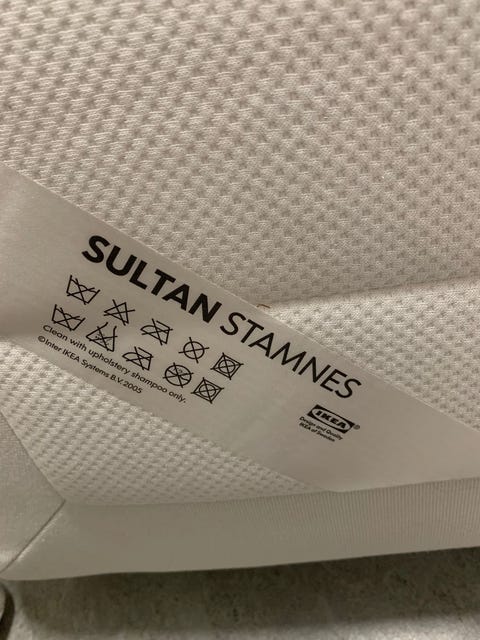 SULTAN STAMNES
Clean with upholstery shampoo only.
©Inter IKEA Systems B.V. 2005
IKEA®
Design and Quality
IKEA of Sweden